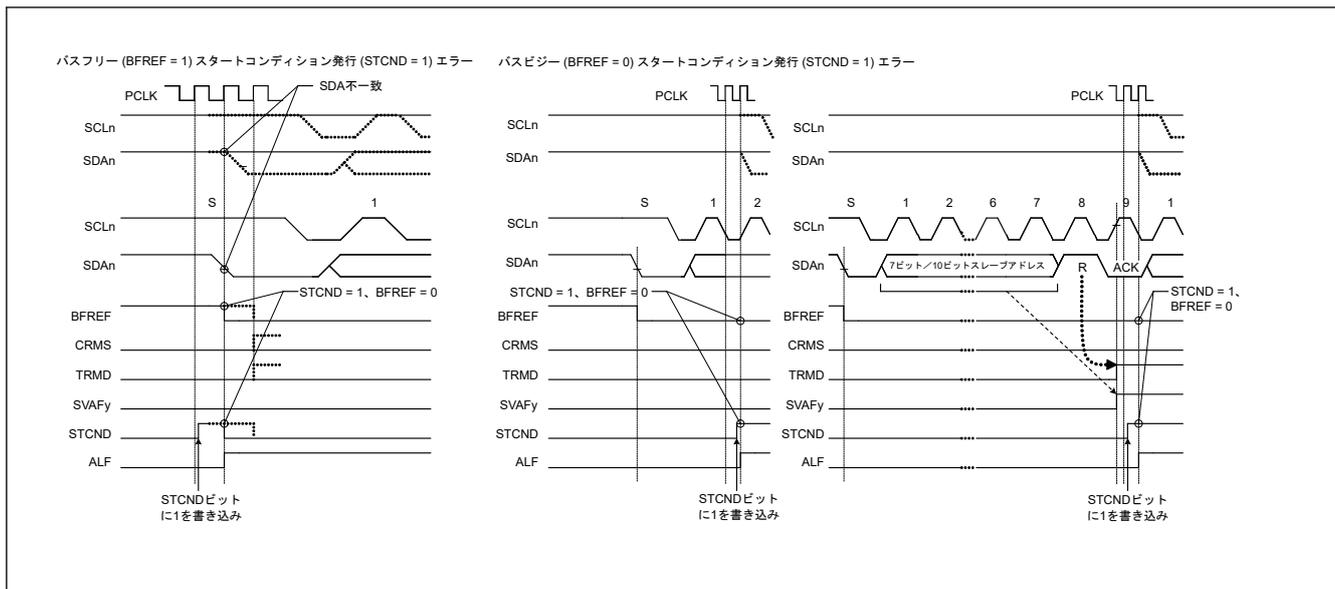 バスフリー (BFREF = 1) スタートコンディション発行 (STCND = 1) エラー
PCLK
SDA不一致
SCLn
SDAn
S 1
SCLn
SDAn
STCND = 1、BFREF = 0
BFREF
CRMS
TRMD
SVAFy
STCND
ALF
STCNDビット
に1を書き込み
バスビジー (BFREF = 0) スタートコンディション発行 (STCND = 1) エラー
PCLK
SCLn
SDAn
S 1 2
SCLn
SDAn
STCND = 1、BFREF = 0
BFREF
CRMS
TRMD
SVAFy
STCND
ALF
STCNDビット
に1を書き込み
PCLK
SCLn
SDAn
S 1 2 6 7 8 9 1
SCLn
SDAn
7ビット/10ビットスレーブアドレス R ACK
STCND = 1、
BFREF = 0
BFREF
CRMS
TRMD
SVAFy
STCND
ALF
STCNDビット
に1を書き込み